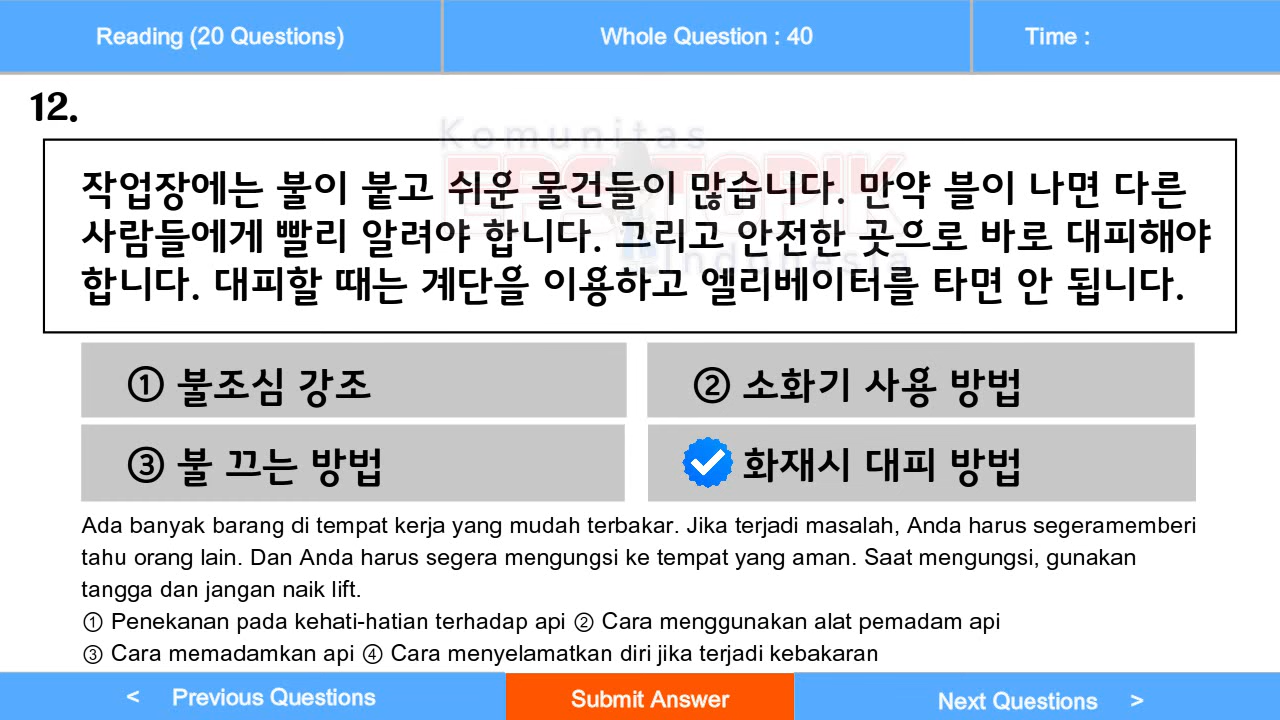 Reading (20 Questions)
Whole Question : 40
Time :
12.
Komunitas
EPS TOPIK
Indonesia
작업장에는 불이 붙고 쉬운 물건들이 많습니다. 만약 블이 나면 다른
사람들에게 빨리 알려야 합니다. 그리고 안전한 곳으로 바로 대피해야
합니다. 대피할 때는 계단을 이용하고 엘리베이터를 타면 안 됩니다.
① 불조심 강조
② 소화기 사용 방법
③ 불 끄는 방법
화재시 대피 방법
Ada banyak barang di tempat kerja yang mudah terbakar. Jika terjadi masalah, Anda harus segeramemberi
tahu orang lain. Dan Anda harus segera mengungsi ke tempat yang aman. Saat mengungsi, gunakan
tangga dan jangan naik lift.
① Penekanan pada kehati-hatian terhadap api ② Cara menggunakan alat pemadam api
③ Cara memadamkan api ④ Cara menyelamatkan diri jika terjadi kebakaran
< Previous Questions
Submit Answer
Next Questions >